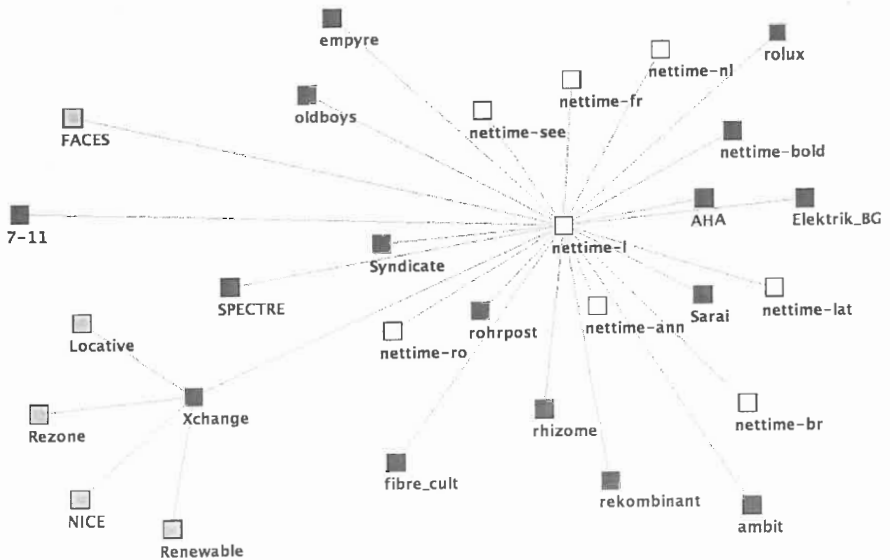 empyre
nettime-nl
rolux
nettime-fr
oldboys
nettime-see
FACES
nettime-bold
7-11
AHA
Elektrik_BG
nettime-l
Syndicate
SPECTRE
Sarai
nettime-lat
rohrpost
nettime-ann
Locative
nettime-ro
Xchange
Rezone
rhizome
nettime-br
fibre_cult
rekombinant
NICE
ambit
Renewable